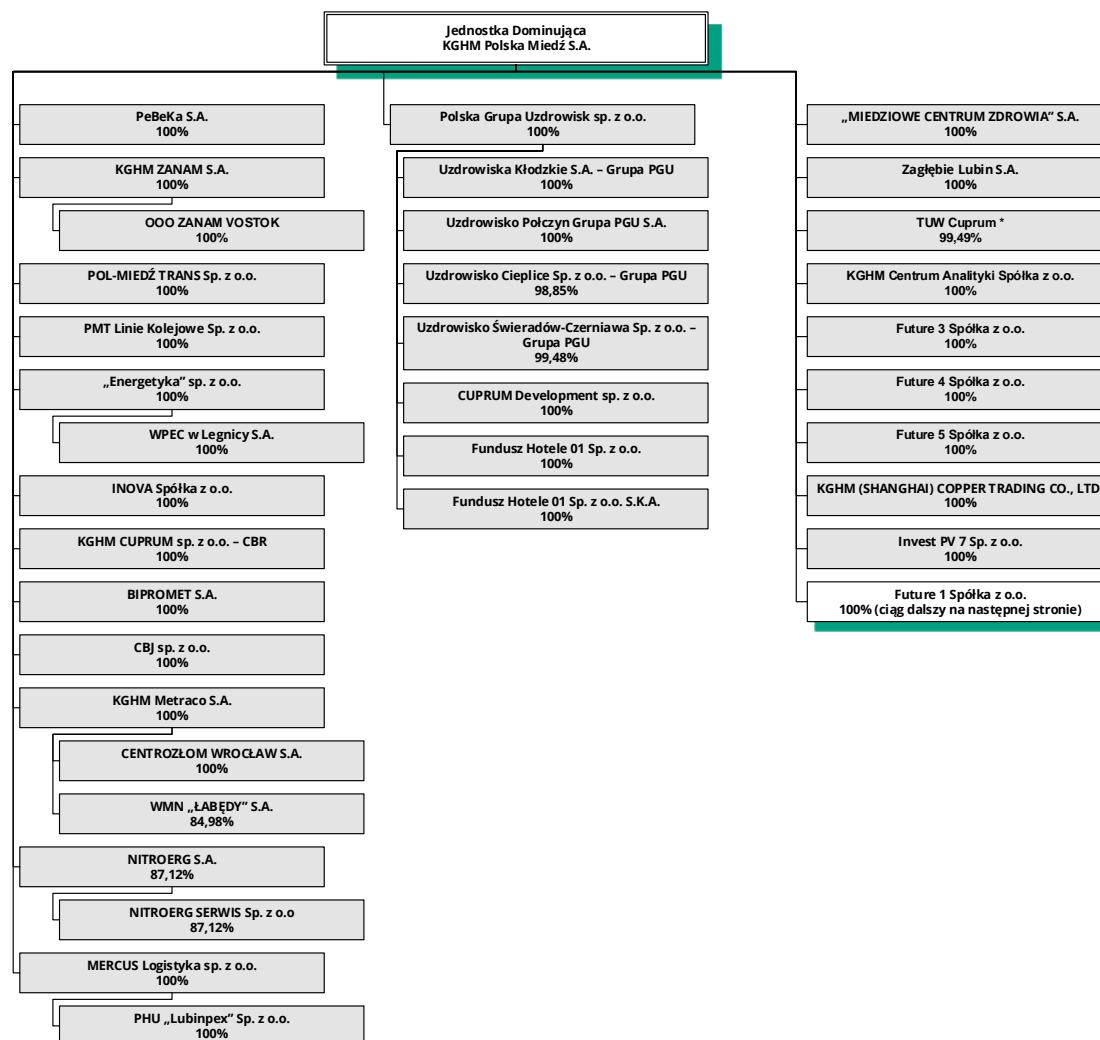 Jednostka Dominująca
KGHM Polska Miedź S.A.
PeBeKa S.A.
100%
KGHM ZANAM S.A.
100%
OOO ZANAM VOSTOK
100%
POL-MIEDŹ TRANS Sp. z o.o.
100%
PMT Linie Kolejowe Sp. z o.o.
100%
„Energetyka” sp. z o.o.
100%
WPEC w Legnicy S.A.
100%
INOVA Spółka z o.o.
100%
KGHM CUPRUM sp. z o.o. – CBR
100%
BIPROMET S.A.
100%
CBJ sp. z o.o.
100%
KGHM Metraco S.A.
100%
CENTROZŁOM WROCŁAW S.A.
100%
WMN „ŁABĘDY” S.A.
84,98%
NITROERG S.A.
87,12%
NITROERG SERWIS Sp. z o.o
87,12%
MERCUS Logistyka sp. z o.o.
100%
PHU „Lubinpex” Sp. z o.o.
100%
Polska Grupa Uzdrowisk sp. z o.o.
100%
Uzdrowiska Kłodzkie S.A. – Grupa PGU
100%
Uzdrowisko Połczyn Grupa PGU S.A.
100%
Uzdrowisko Cieplice Sp. z o.o. – Grupa PGU
98,85%
Uzdrowisko Świeradów-Czerniawa Sp. z o.o. –
Grupa PGU
99,48%
CUPRUM Development sp. z o.o.
100%
Fundusz Hotele 01 Sp. z o.o.
100%
Fundusz Hotele 01 Sp. z o.o. S.K.A.
100%
„MIEDZIOWE CENTRUM ZDROWIA” S.A.
100%
Zagłębie Lubin S.A.
100%
TUW Cuprum *
99,49%
KGHM Centrum Analityki Spółka z o.o.
100%
Future 3 Spółka z o.o.
100%
Future 4 Spółka z o.o.
100%
Future 5 Spółka z o.o.
100%
KGHM (SHANGHAI) COPPER TRADING CO., LTD
100%
Invest PV 7 Sp. z o.o.
100%
Future 1 Spółka z o.o.
100% (ciąg dalszy na następnej stronie)